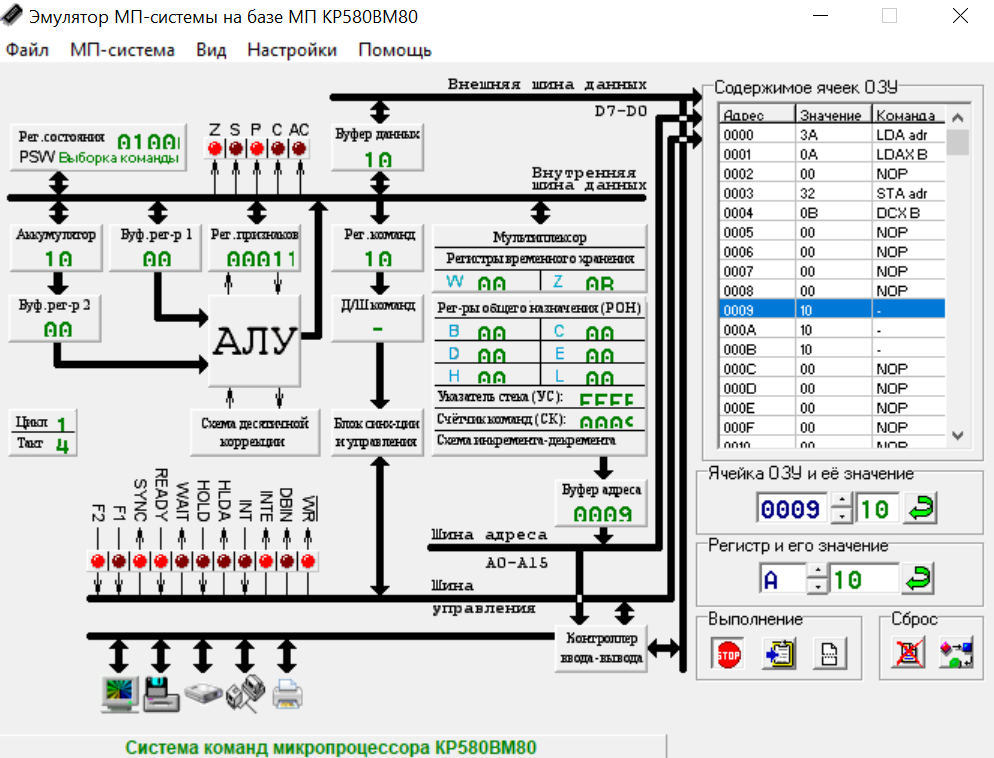 Эмулятор МП-системы на базе МП КР580ВМ80
Файл МП-система Вид Настройки Помощь
Внешняя шина данных
D7-D0
Рег.состояния
PSW Выборка команды
Z S P C AC
Буфер данных
10
Внутренняя
шина данных
Аккумулятор
10
Буф.рег-р 1
00
Рег.признаков
00011
Рег.команд
10
Мультиплексор
Регистры временного хранения
W 00 Z 0B
Буф.рег-р 2
00
АЛУ
Д/Ш команд
-
Рег-ры общего назначения (РОН)
B 00 C 00
D 00 E 00
H 00 L 00
Указатель стека (УС): FFFF
Счётчик команд (СК): 0009
Схема инкремента-декремента
Цикл 1
Такт 4
Схема десятичной
коррекции
Блок синх-ции
и управления
F2 F1 SYNC READY WAIT HOLD HLDA INT INTE DBIN WR
Буфер адреса
0009
Шина адреса
A0-A15
Шина
управления
Контроллер
ввода-вывода
Система команд микропроцессора КР580ВМ80
Содержимое ячеек ОЗУ
Адрес Значение Команда
0000 3A LDA adr
0001 0A LDAX B
0002 00 NOP
0003 32 STA adr
0004 0B DCX B
0005 00 NOP
0006 00 NOP
0007 00 NOP
0008 00 NOP
0009 10 -
000A 10 -
000B 10 -
000C 00 NOP
000D 00 NOP
000E 00 NOP
000F 00 NOP
0010 00 NOP
Ячейка ОЗУ и её значение
0009 10
Регистр и его значение
A 10
Выполнение
STOP
Сброс